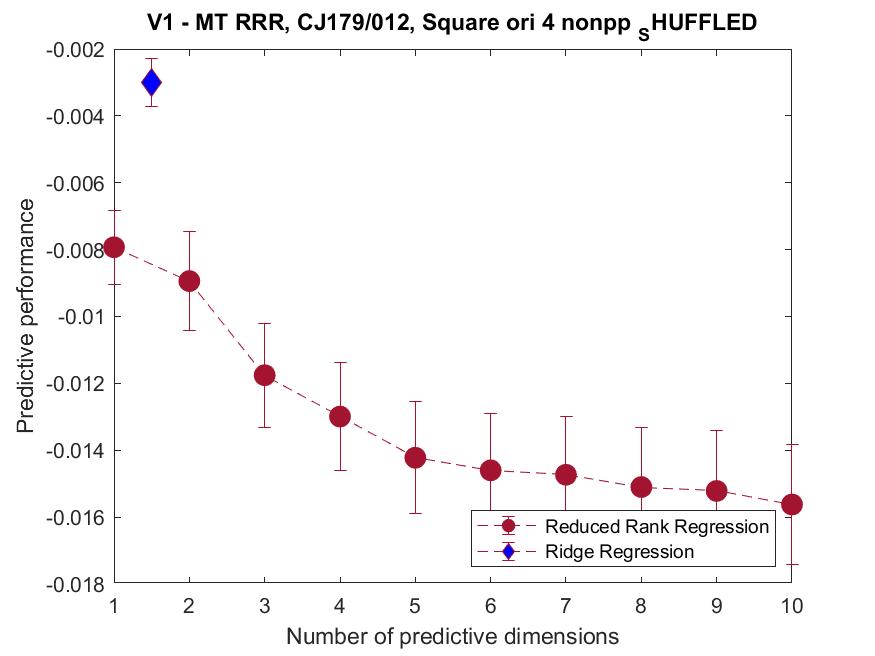 V1 - MT RRR, CJ179/012, Square ori 4 nonpp SHUFFLED
-0.002
-0.004
-0.006
-0.008
-0.01
-0.012
-0.014
-0.016
-0.018
Predictive performance
1 2 3 4 5 6 7 8 9 10
Number of predictive dimensions
Reduced Rank Regression
Ridge Regression